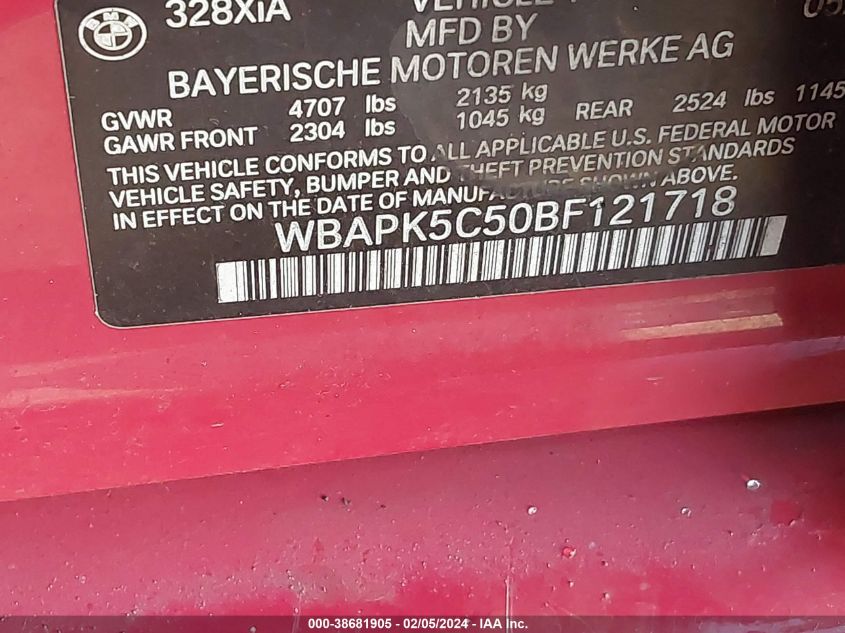 328XiA
MFD BY
BAYERISCHE MOTOREN WERKE AG
GVWR 4707 lbs 2135 kg
GAWR FRONT 2304 lbs 1045 kg REAR 2524 lbs 1145
THIS VEHICLE CONFORMS TO ALL APPLICABLE U.S. FEDERAL MOTOR
VEHICLE SAFETY, BUMPER AND THEFT PREVENTION STANDARDS
IN EFFECT ON THE DATE OF MANUFACTURE SHOWN ABOVE.
WBAPK5C50BF121718
BMW
000-38681905 - 02/05/2024 - IAA Inc.